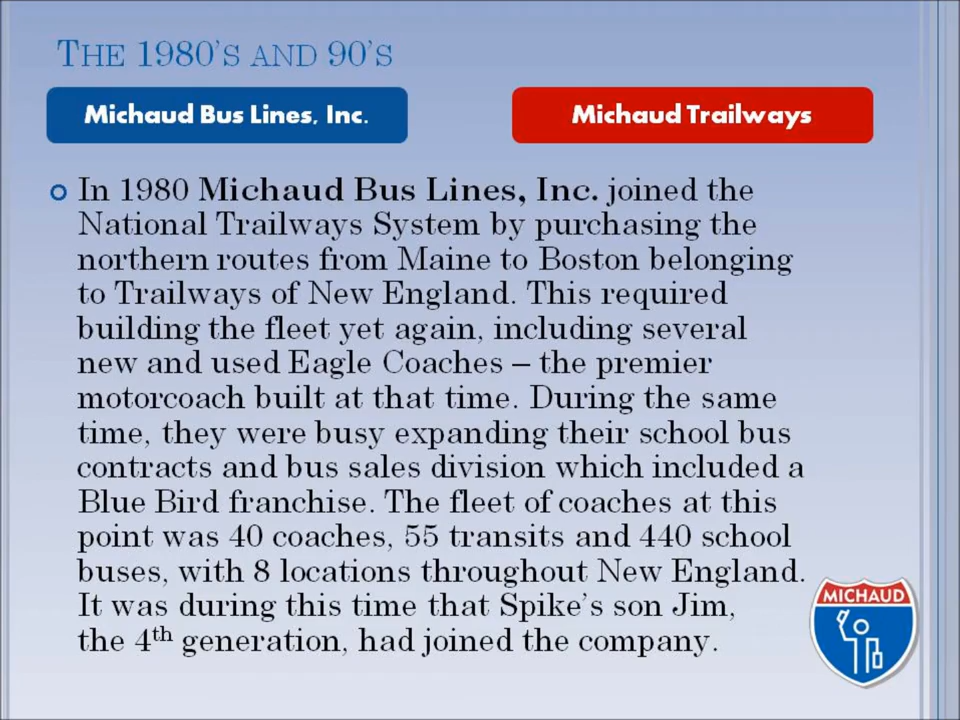 THE 1980'S AND 90'S
Michaud Bus Lines, Inc.
Michaud Trailways
In 1980 Michaud Bus Lines, Inc. joined the
National Trailways System by purchasing the
northern routes from Maine to Boston belonging
to Trailways of New England. This required
building the fleet yet again, including several
new and used Eagle Coaches – the premier
motorcoach built at that time. During the same
time, they were busy expanding their school bus
contracts and bus sales division which included a
Blue Bird franchise. The fleet of coaches at this
point was 40 coaches, 55 transits and 440 school
buses, with 8 locations throughout New England.
It was during this time that Spike's son Jim,
the 4th generation, had joined the company.
MICHAUD